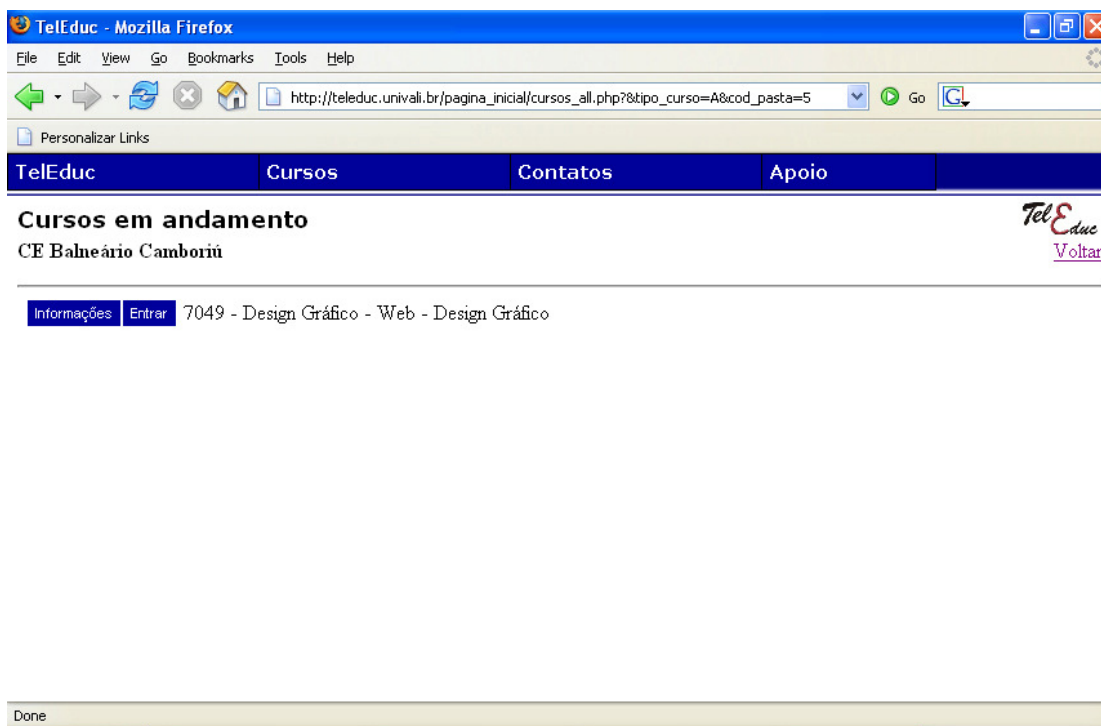 TelEduc - Mozilla Firefox
File Edit View Go Bookmarks Tools Help
http://teleduc.univali.br/pagina_inicial/cursos_all.php?&tipo_curso=A&cod_pasta=5 Go G
Personalizar Links
TelEduc Cursos Contatos Apoio
Cursos em andamento
TelEduc
CE Balneário Camboriú
Voltar
Informações Entrar 7049 - Design Gráfico - Web - Design Gráfico
Done